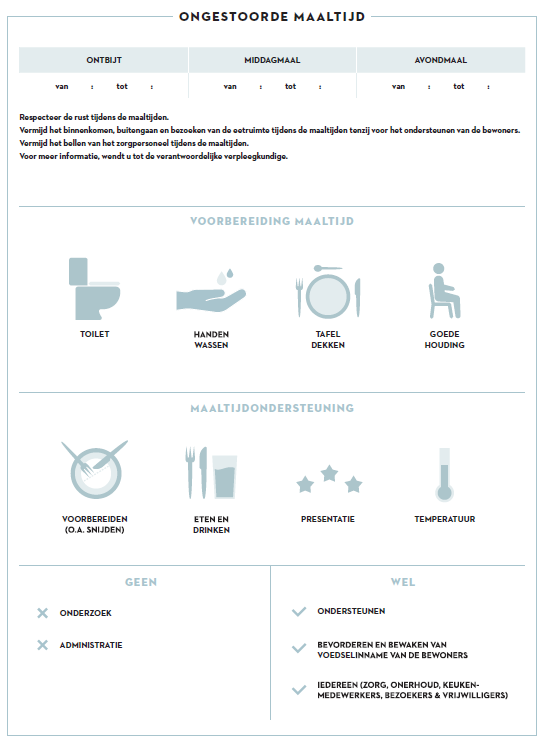 ONGESTOORDE MAALTIJD
ONTBIJT MIDDAGMAAL AVONDMAAL
van : tot : van : tot : van : tot :
Respecteer de rust tijdens de maaltijden.
Vermijd het binnenkomen, buitengaan en bezoeken van de eetruimte tijdens de maaltijden tenzij voor het ondersteunen van de bewoners.
Vermijd het bellen van het zorgpersoneel tijdens de maaltijden.
Voor meer informatie, wendt u tot de verantwoordelijke verpleegkundige.
VOORBEREIDING MAALTIJD
TOILET
HANDEN
WASSEN
TAFEL
DEKKEN
GOEDE
HOUDING
MAALTIJDONDERSTEUNING
VOORBEREIDEN
(O.A. SNIJDEN)
ETEN EN
DRINKEN
PRESENTATIE
TEMPERATUUR
GEEN
ONDERZOEK
ADMINISTRATIE
WEL
ONDERSTEUNEN
BEVORDEREN EN BEWAKEN VAN
VOEDSELINNAME VAN DE BEWONERS
IEDEREEN (ZORG, ONERHOUD, KEUKEN-
MEDEWERKERS, BEZOEKERS & VRIJWILLIGERS)